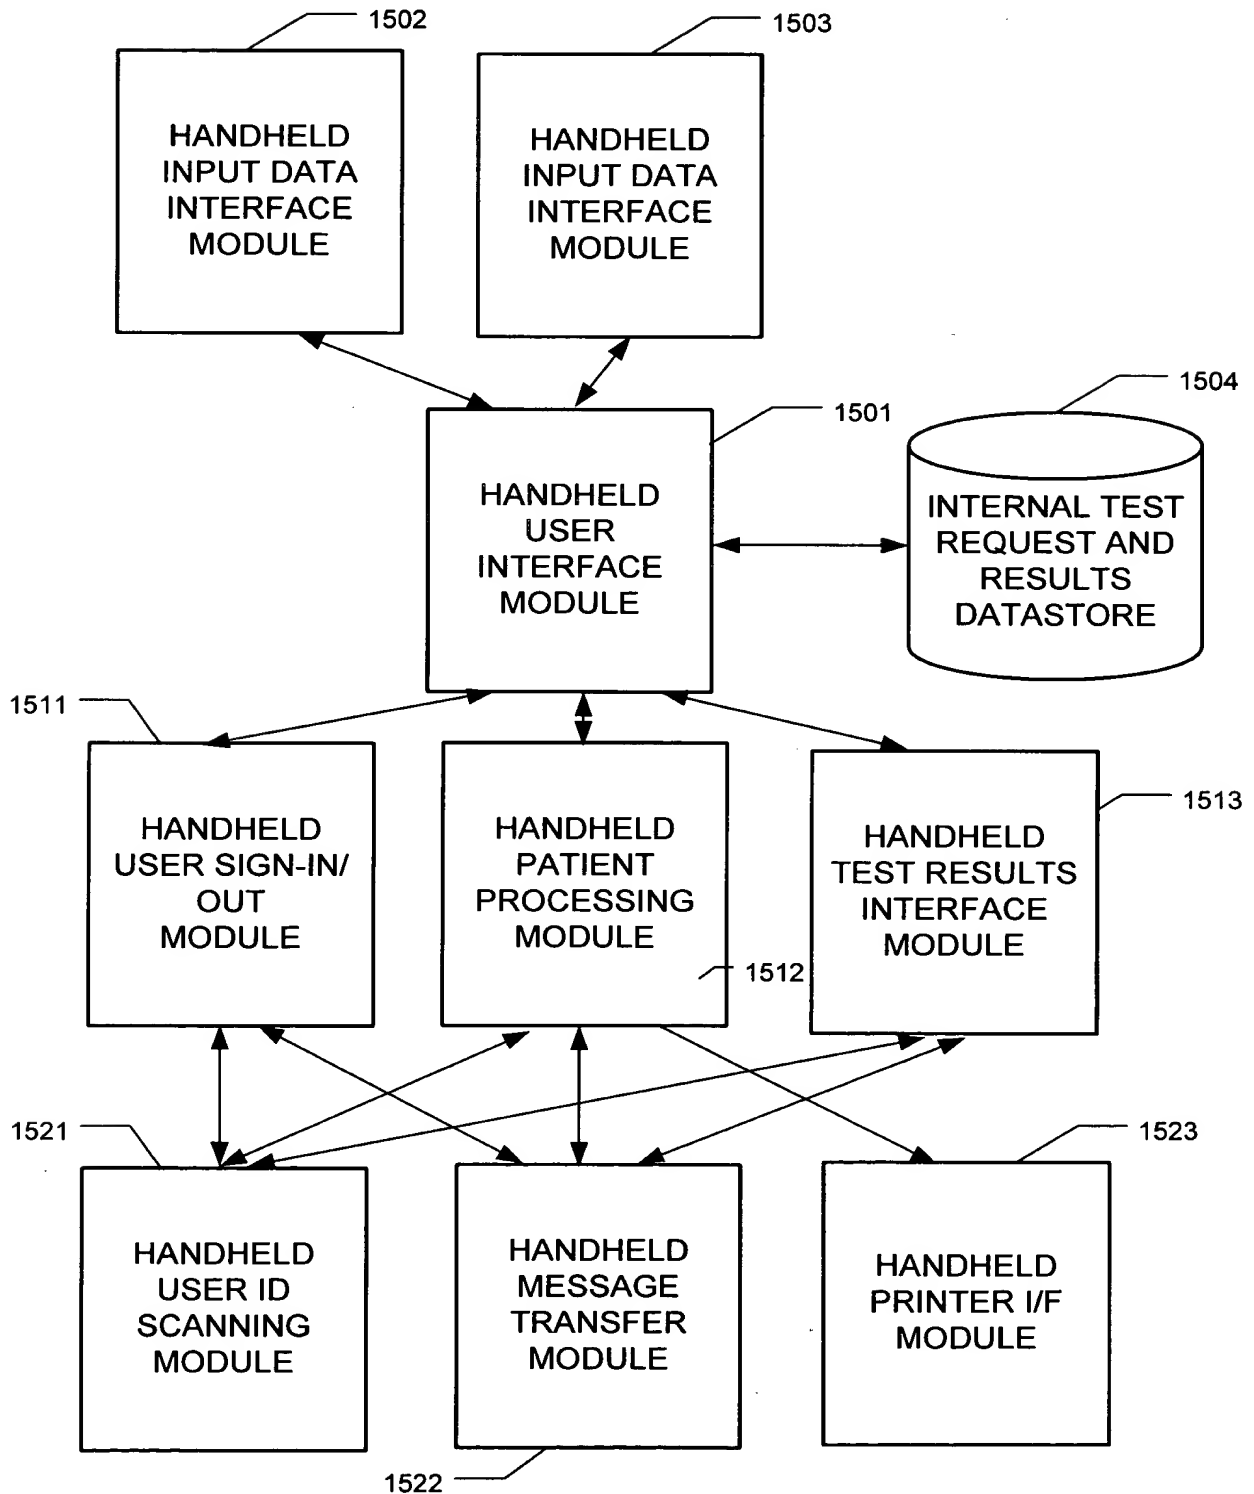 1502
1503
HANDHELD
INPUT DATA
INTERFACE
MODULE
HANDHELD
INPUT DATA
INTERFACE
MODULE
1504
1501
HANDHELD
USER
INTERFACE
MODULE
INTERNAL TEST
REQUEST AND
RESULTS
DATASTORE
1511
1513
HANDHELD
USER SIGN-IN/
OUT
MODULE
HANDHELD
PATIENT
PROCESSING
MODULE
1512
HANDHELD
TEST RESULTS
INTERFACE
MODULE
1521
1523
HANDHELD
USER ID
SCANNING
MODULE
HANDHELD
MESSAGE
TRANSFER
MODULE
HANDHELD
PRINTER I/F
MODULE
1522